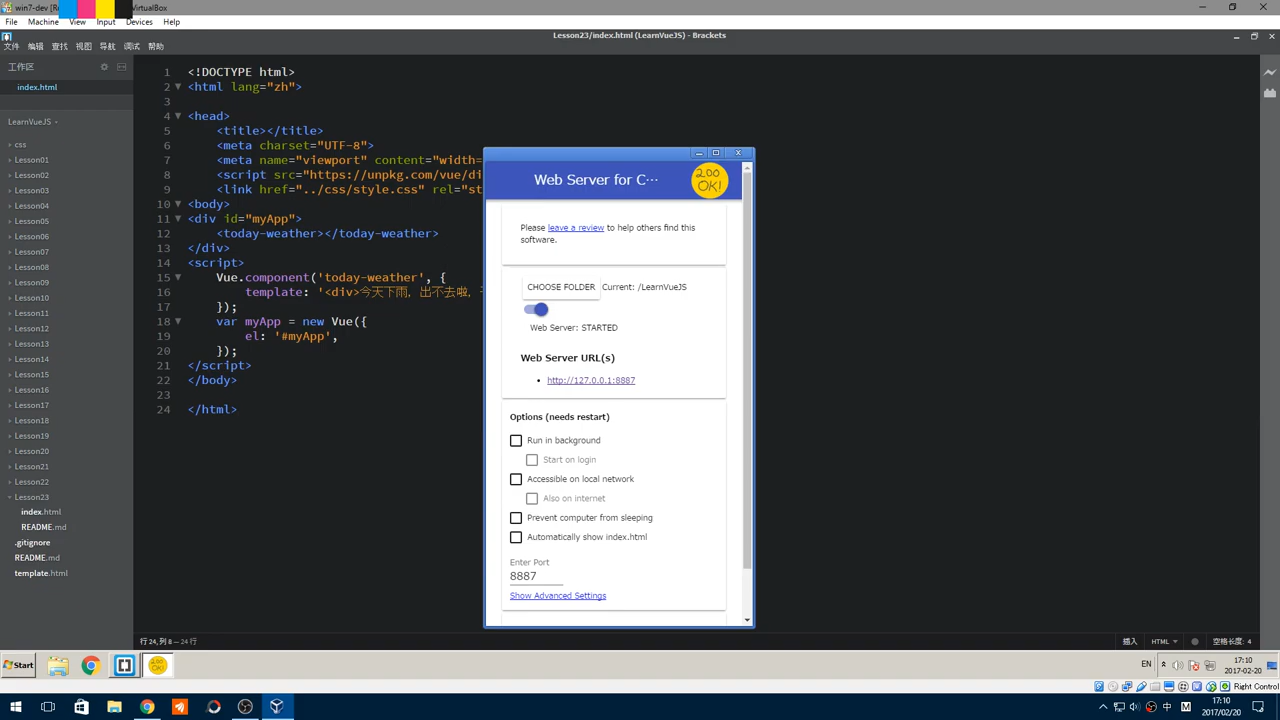 win7-dev [R
VirtualBox
File Machine View Input Devices Help
Lesson23/index.html (LearnVueJS) - Brackets
文件 编辑 查找 视图 导航 调试 帮助
工作区
index.html
LearnVueJS
css
Lesson01
Lesson02
Lesson03
Lesson04
Lesson05
Lesson06
Lesson07
Lesson08
Lesson09
Lesson10
Lesson11
Lesson12
Lesson13
Lesson14
Lesson15
Lesson16
Lesson17
Lesson18
Lesson19
Lesson20
Lesson21
Lesson22
Lesson23
index.html
README.md
.gitignore
README.md
template.html
1 <!DOCTYPE html>
2 <html lang="zh">
3
4 <head>
5 <title></title>
6 <meta charset="UTF-8">
7 <meta name="viewport" content="width=
8 <script src="https://unpkg.com/vue/di
9 <link href="../css/style.css" rel="st
10 <body>
11 <div id="myApp">
12 <today-weather></today-weather>
13 </div>
14 <script>
15 Vue.component('today-weather', {
16 template: '<div>今天下雨，出不去啦，
17 });
18 var myApp = new Vue({
19 el: '#myApp',
20 });
21 </script>
22 </body>
23
24 </html>
Web Server for C···
200 OK!
Please leave a review to help others find this
software.
CHOOSE FOLDER Current: /LearnVueJS
Web Server: STARTED
Web Server URL(s)
http://127.0.0.1:8887
Options (needs restart)
Run in background
Start on login
Accessible on local network
Also on internet
Prevent computer from sleeping
Automatically show index.html
Enter Port
8887
Show Advanced Settings
行 24, 列 8 — 24 行
插入 HTML 空格长度: 4
Start
EN
17:10
2017-02-20
Right Control
中 M
17:10
2017/02/20